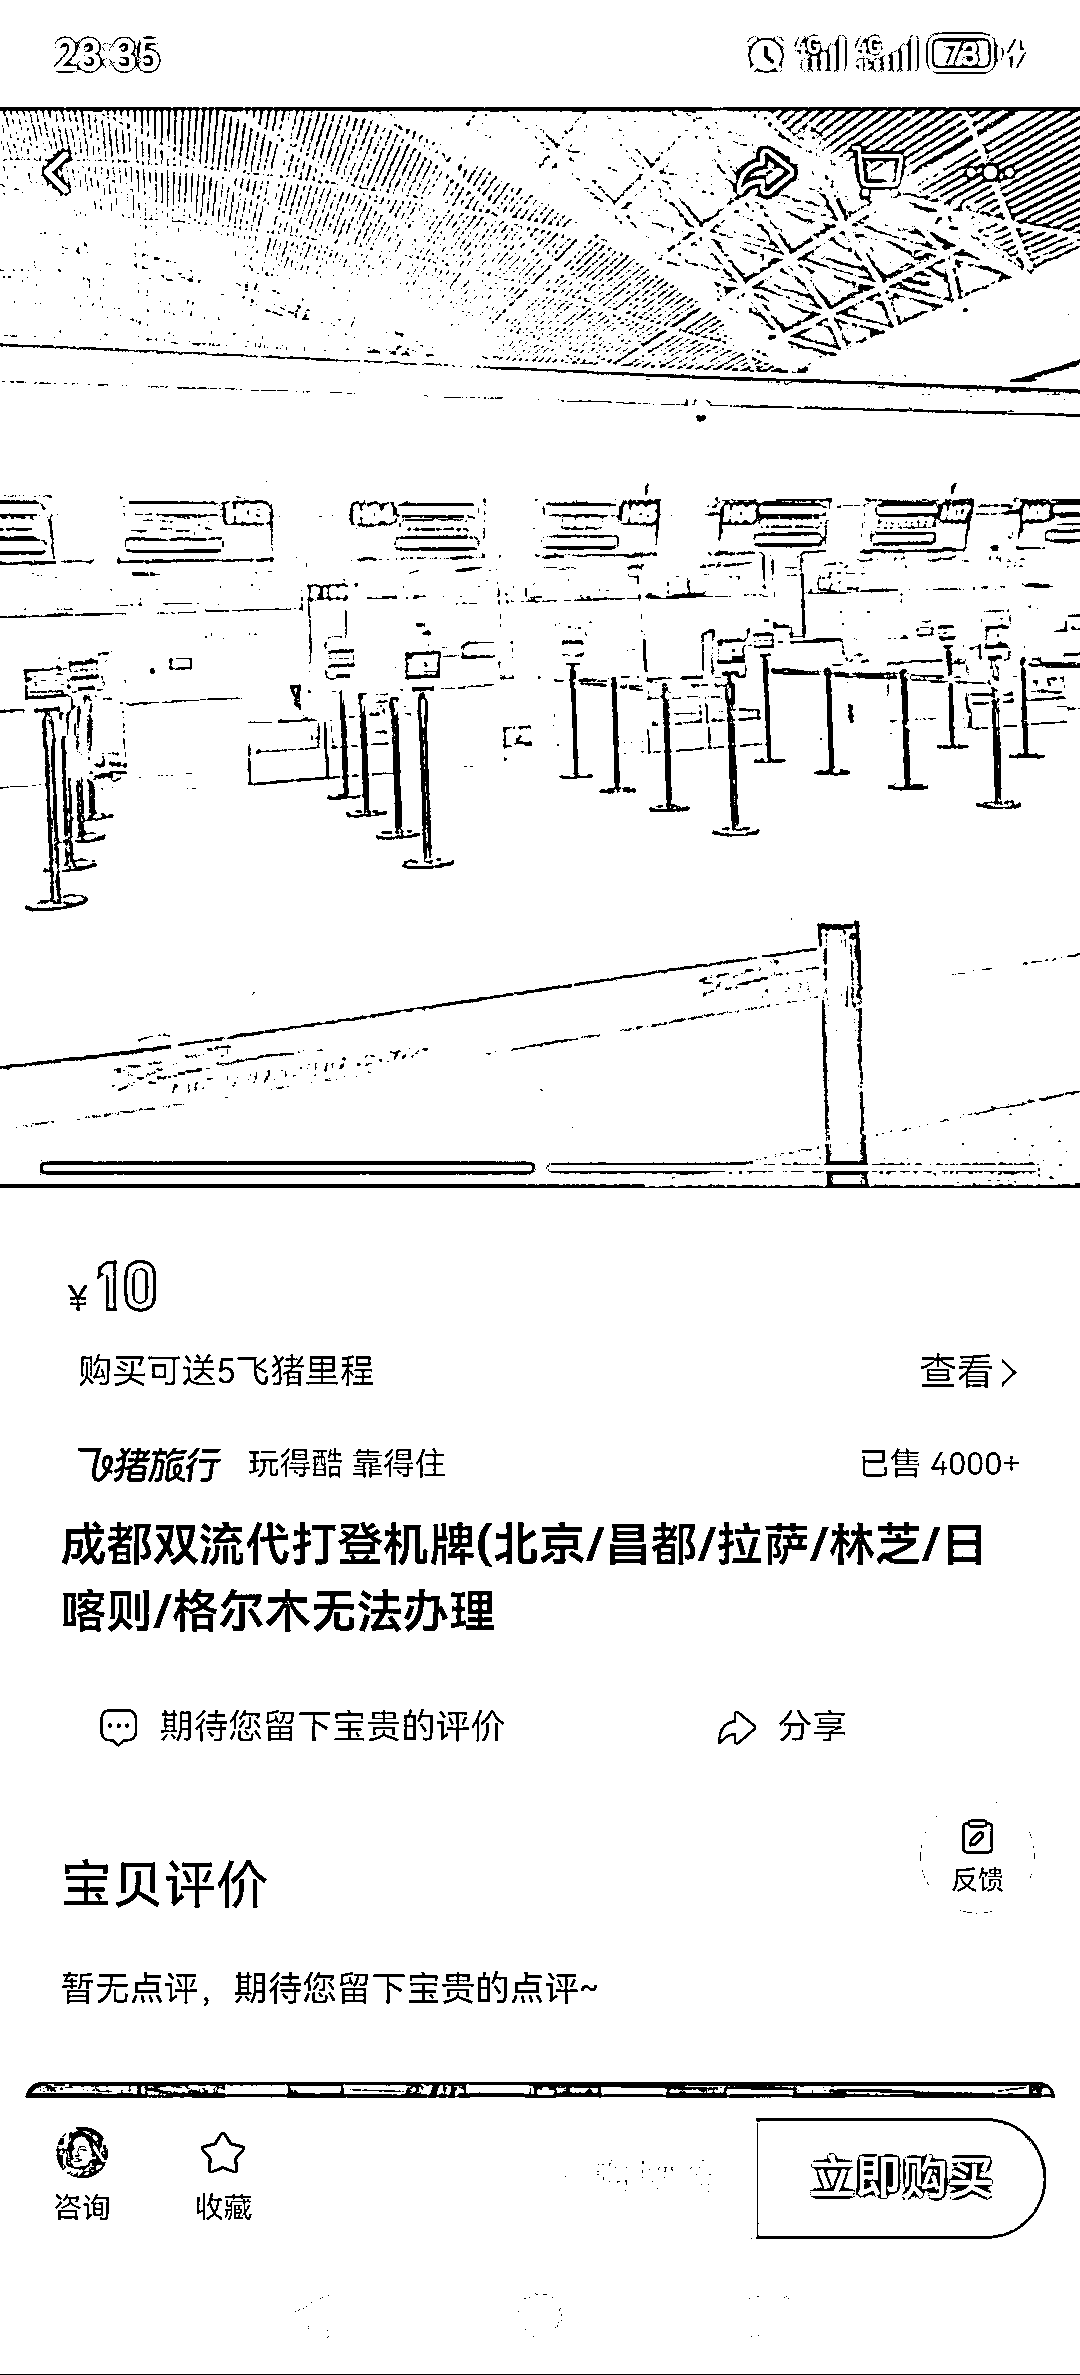 23:35
4G 4G 73
¥10
购买可送5飞猪里程 查看
飞猪旅行 玩得酷 靠得住 已售 4000+
成都双流代打登机牌(北京/昌都/拉萨/林芝/日
喀则/格尔木无法办理
期待您留下宝贵的评价 分享
反馈
宝贝评价
暂无点评，期待您留下宝贵的点评~
咨询 收藏 立即购买